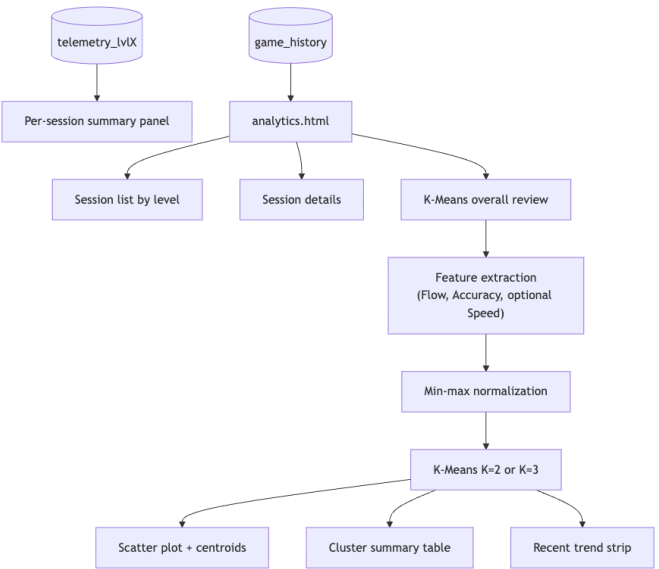 telemetry_lvlX
game_history
Per-session summary panel
analytics.html
Session list by level
Session details
K-Means overall review
Feature extraction
(Flow, Accuracy, optional
Speed)
Min-max normalization
K-Means K=2 or K=3
Scatter plot + centroids
Cluster summary table
Recent trend strip